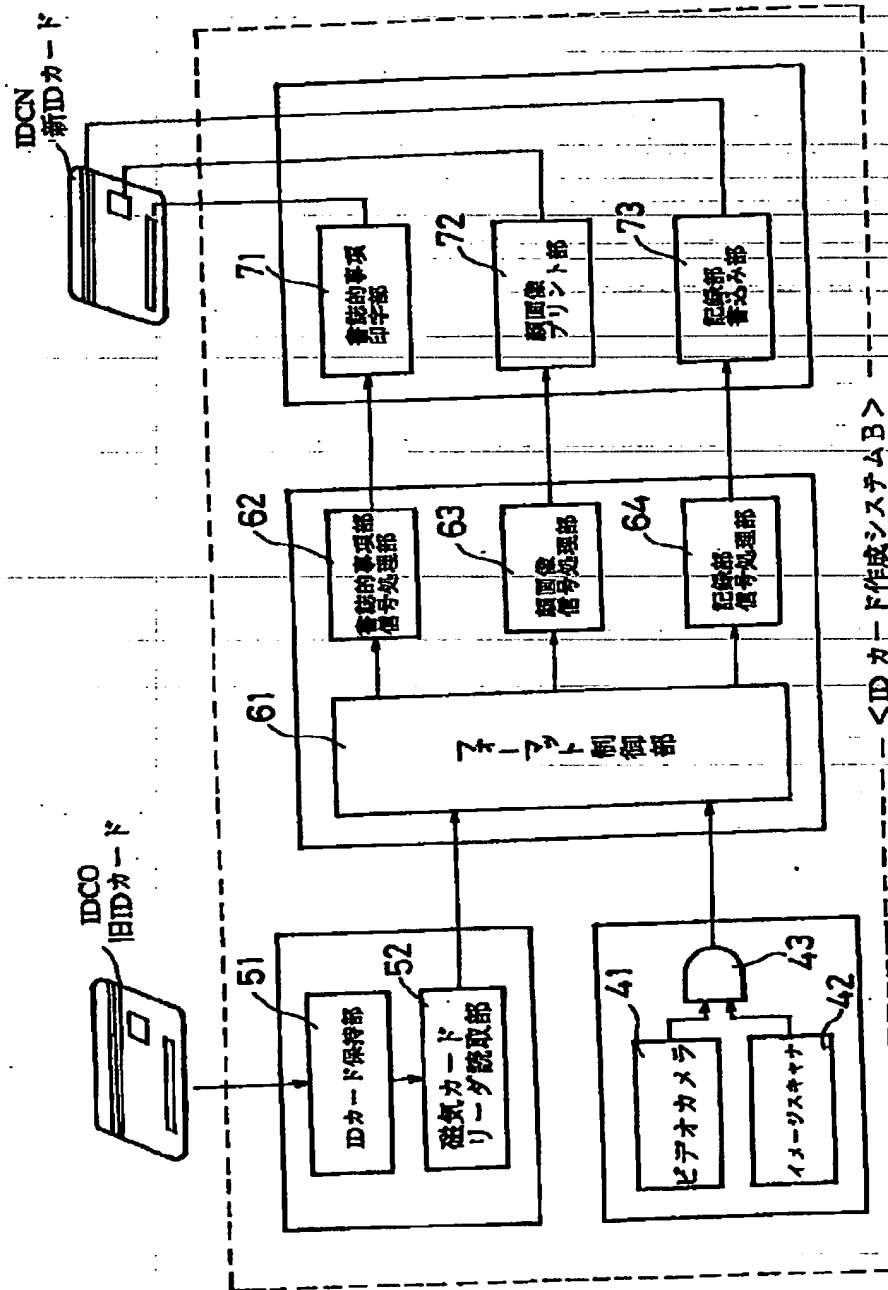 IDCO
旧IDカード
IDCN
新IDカード
51
IDカード保持部
52
磁気カード
リーダ読取部
41
ビデオカメラ
42
イメージスキャナ
43
61
フォーマット制御部
62
書誌的事項部
信号処理部
63
顔画像
信号処理部
64
記録部
信号処理部
71
書誌的事項
印字部
72
顔画像
プリント部
73
記録部
書込み部
<IDカード作成システムB>